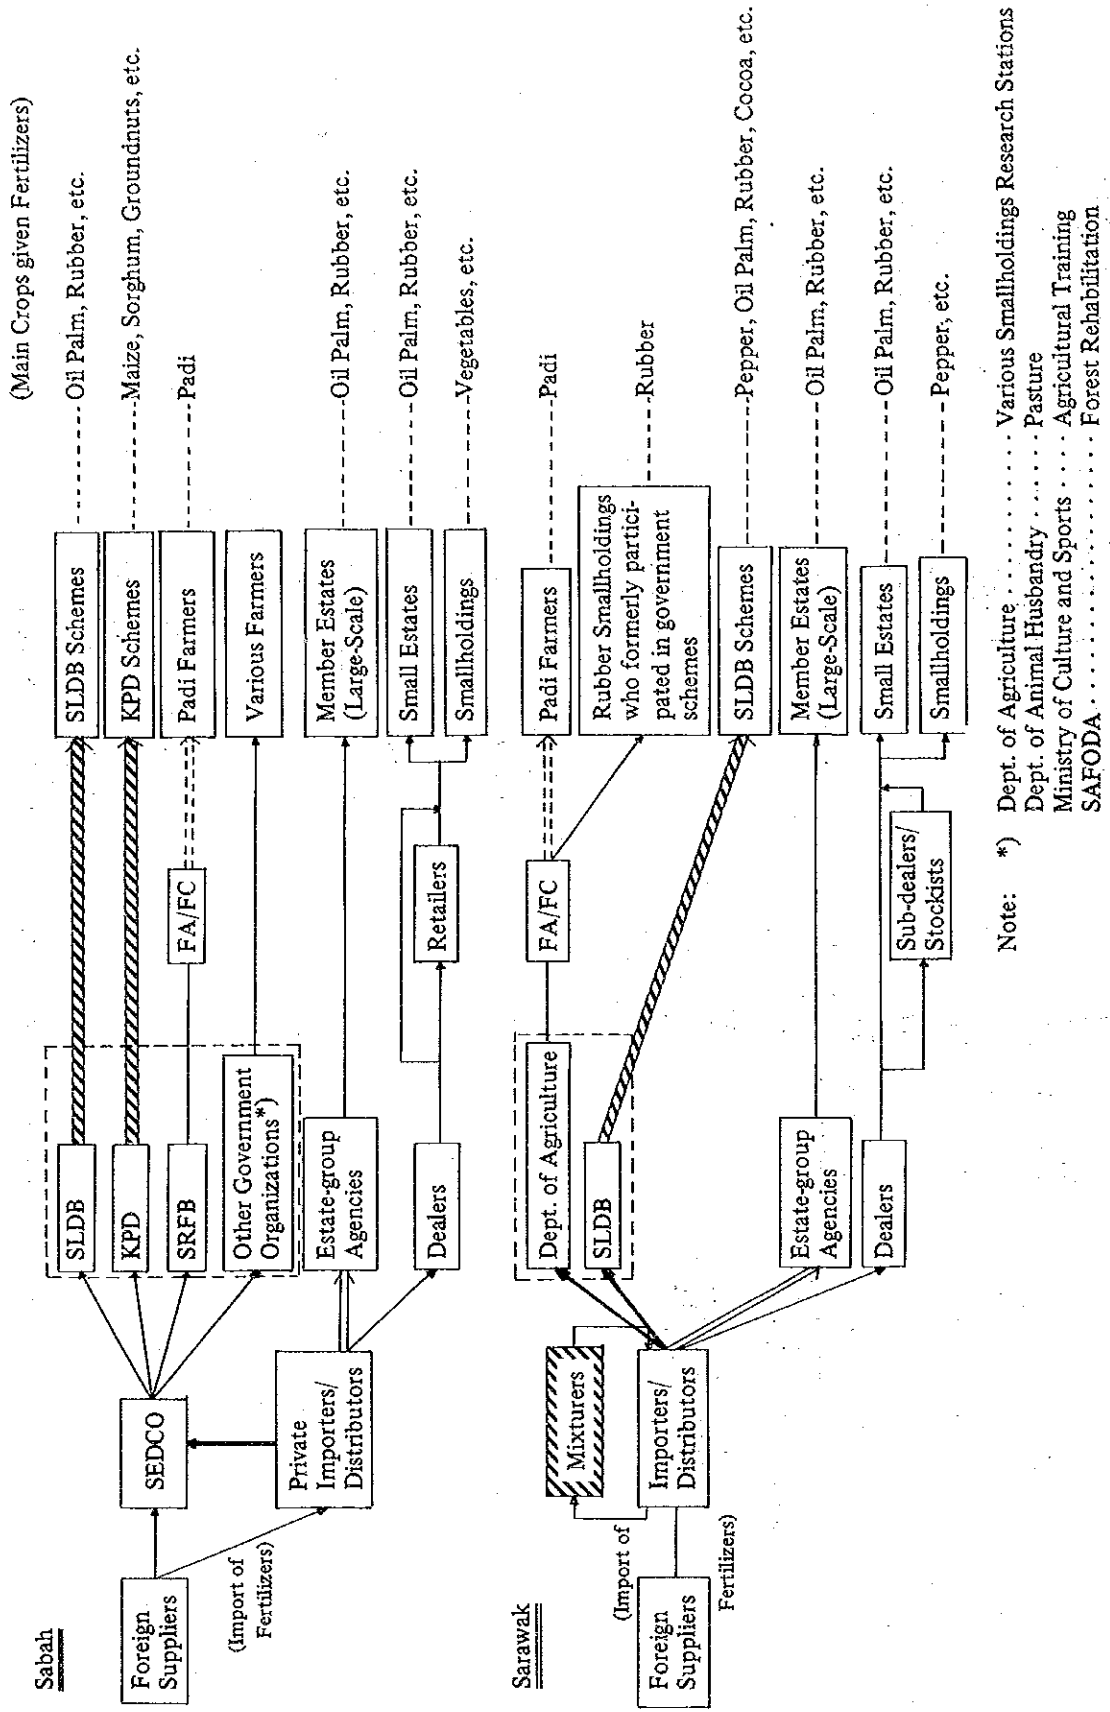 (Main Crops given Fertilizers)
Sabah
Foreign
Suppliers
(Import of
Fertilizers)
SEDCO
Private
Importers/
Distributors
SLDB
KPD
SRFB
Other Government
Organizations*)
Estate-group
Agencies
Dealers
FA/FC
Retailers
SLDB Schemes
KPD Schemes
Padi Farmers
Various Farmers
Member Estates
(Large-Scale)
Small Estates
Smallholdings
Oil Palm, Rubber, etc.
Maize, Sorghum, Groundnuts, etc.
Padi
Oil Palm, Rubber, etc.
Oil Palm, Rubber, etc.
Vegetables, etc.
Sarawak
Foreign
Suppliers
(Import of
Fertilizers)
Mixturers
Importers/
Distributors
Dept. of Agriculture
SLDB
Estate-group
Agencies
Dealers
FA/FC
Sub-dealers/
Stockists
Padi Farmers
Rubber Smallholdings
who formerly partici-
pated in government
schemes
SLDB Schemes
Member Estates
(Large-Scale)
Small Estates
Smallholdings
Padi
Rubber
Pepper, Oil Palm, Rubber, Cocoa, etc.
Oil Palm, Rubber, etc.
Oil Palm, Rubber, etc.
Pepper, etc.
Note: *) Dept. of Agriculture . . . . . . . . . . . Various Smallholdings Research Stations
Dept. of Animal Husbandry . . . . . . Pasture
Ministry of Culture and Sports . . . . Agricultural Training
SAFODA . . . . . . . . . . . . . . . . . . . Forest Rehabilitation